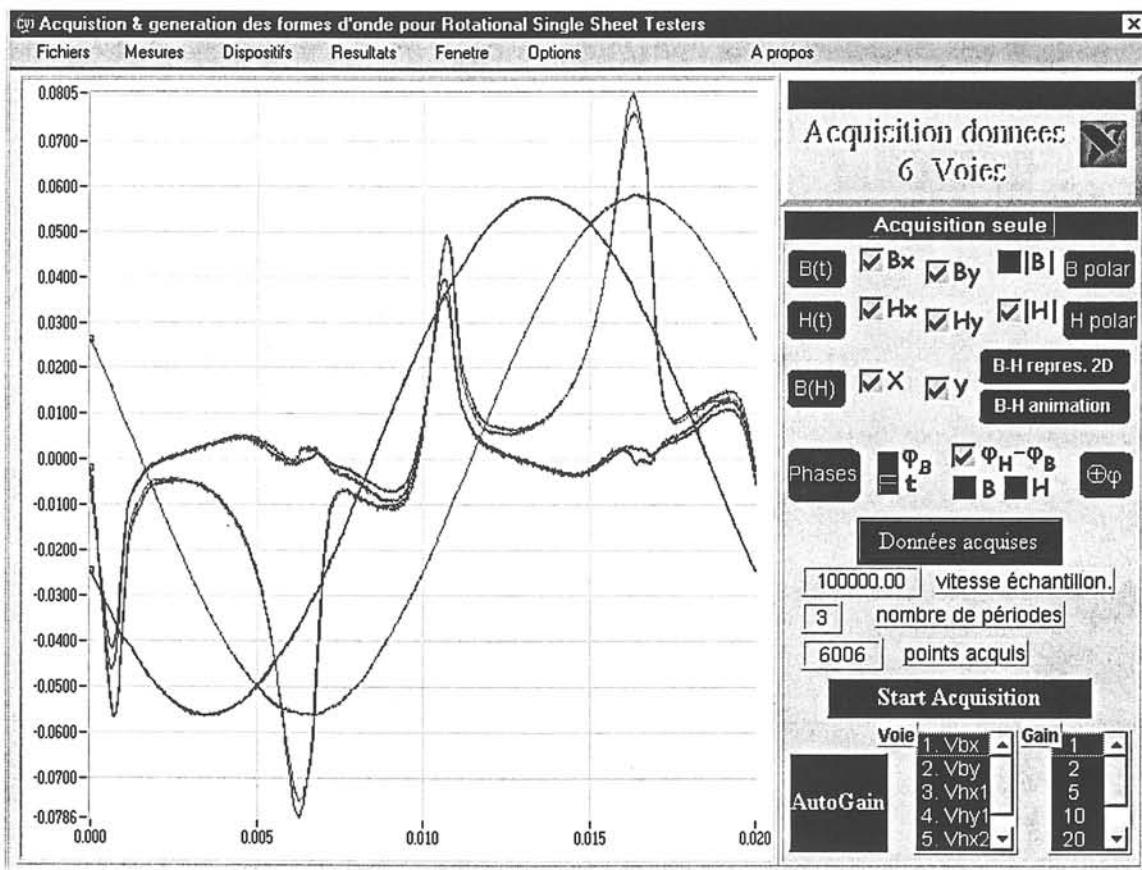 CVI Acquistion & generation des formes d'onde pour Rotational Single Sheet Testers X
Fichiers Mesures Dispositifs Resultats Fenetre Options A propos
0.0805
0.0700
0.0600
0.0500
0.0400
0.0300
0.0200
0.0100
0.0000
-0.0100
-0.0200
-0.0300
-0.0400
-0.0500
-0.0600
-0.0700
-0.0786
0.000 0.005 0.010 0.015 0.020
Acquisition donnees
6 Voies
Acquisition seule
B(t) Bx By |B| B polar
H(t) Hx Hy |H| H polar
B(H) X Y B-H repres. 2D
B-H animation
Phases φB t φH-φB B H ⊕φ
Données acquises
100000.00 vitesse échantillon.
3 nombre de périodes
6006 points acquis
Start Acquisition
AutoGain
Voie Gain
1. Vbx 1
2. Vby 2
3. Vhx1 5
4. Vhy1 10
5. Vhx2 20